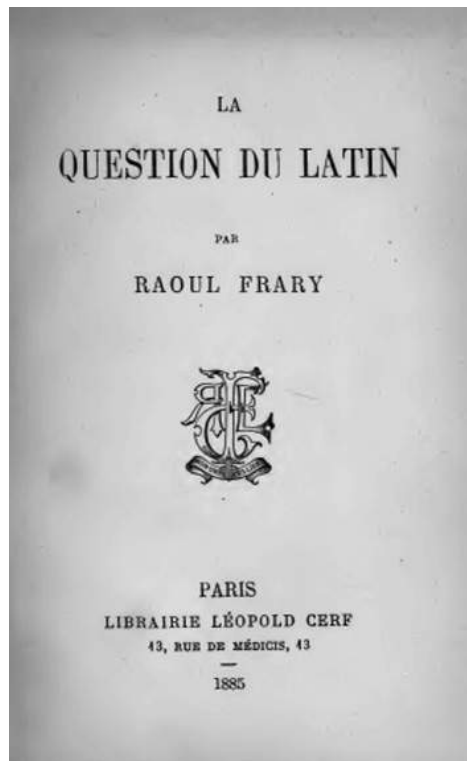 LA
QUESTION DU LATIN
PAR
RAOUL FRARY
PARIS
LIBRAIRIE LÉOPOLD CERF
13, RUE DE MÉDICIS, 13
1885